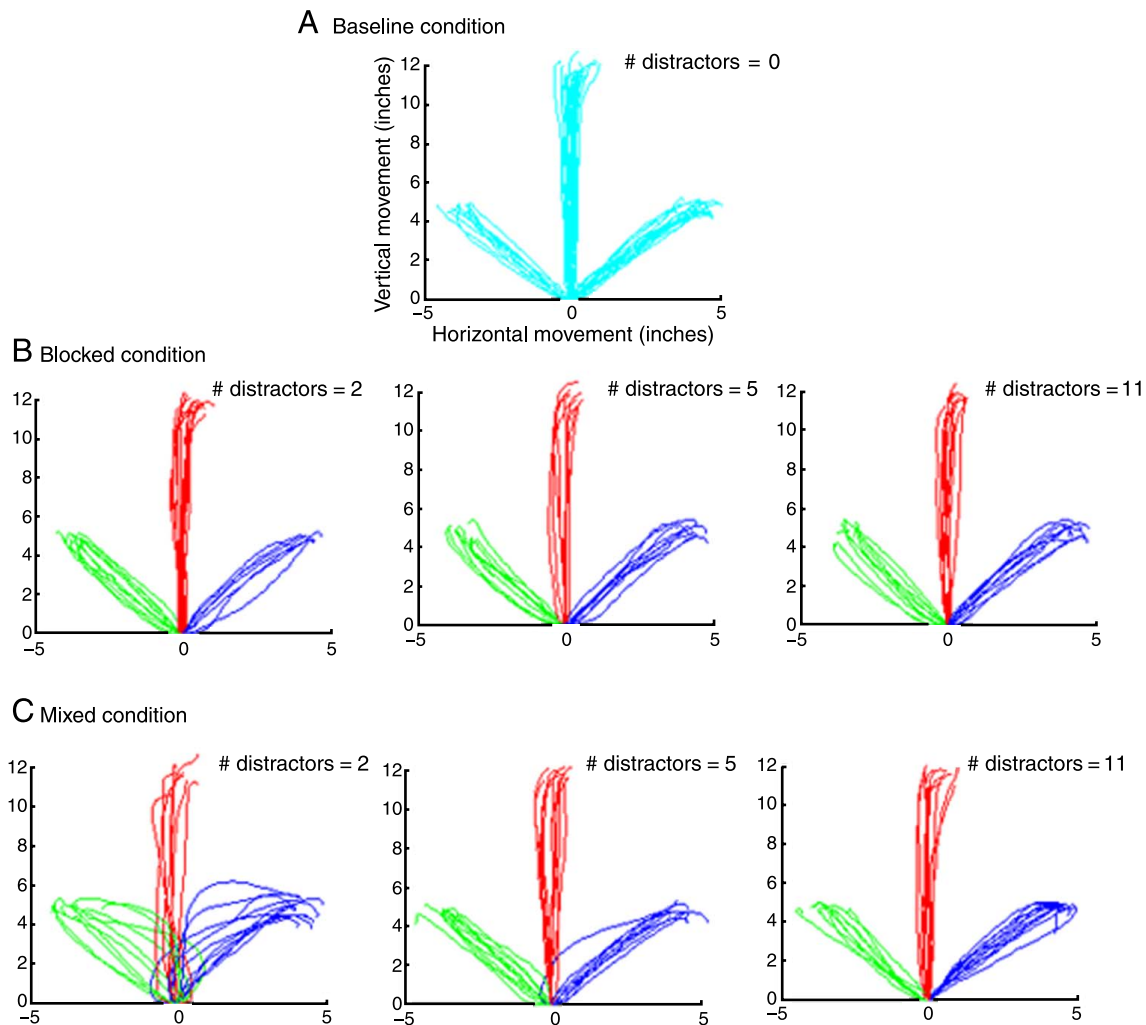 A Baseline condition
# distractors = 0
12
10
8
6
4
2
0
Vertical movement (inches)
−5 0 5
Horizontal movement (inches)
B Blocked condition
# distractors = 2
12
10
8
6
4
2
0
−5 0 5
# distractors = 5
12
10
8
6
4
2
0
−5 0 5
# distractors = 11
12
10
8
6
4
2
0
−5 0 5
C Mixed condition
# distractors = 2
12
10
8
6
4
2
0
−5 0 5
# distractors = 5
12
10
8
6
4
2
0
−5 0 5
# distractors = 11
12
10
8
6
4
2
0
−5 0 5